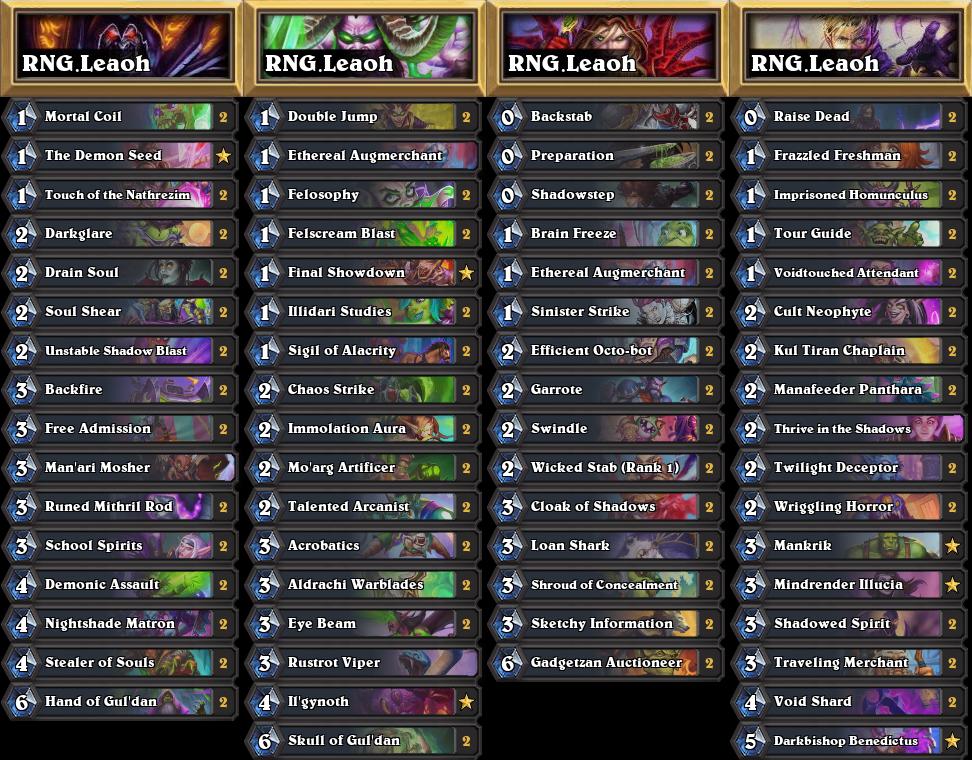 RNG.Leaoh
1 Mortal Coil 2
1 The Demon Seed
1 Touch of the Nathrezim 2
2 Darkglare 2
2 Drain Soul 2
2 Soul Shear 2
2 Unstable Shadow Blast 2
3 Backfire 2
3 Free Admission 2
3 Man'ari Mosher
3 Runed Mithril Rod 2
3 School Spirits 2
4 Demonic Assault 2
4 Nightshade Matron 2
4 Stealer of Souls 2
6 Hand of Gul'dan 2
RNG.Leaoh
1 Double Jump 2
1 Ethereal Augmerchant
1 Felosophy 2
1 Felscream Blast 2
1 Final Showdown
1 Illidari Studies 2
1 Sigil of Alacrity 2
2 Chaos Strike 2
2 Immolation Aura 2
2 Mo'arg Artificer 2
2 Talented Arcanist 2
3 Acrobatics 2
3 Aldrachi Warblades 2
3 Eye Beam 2
3 Rustrot Viper
4 Il'gynoth
6 Skull of Gul'dan 2
RNG.Leaoh
0 Backstab 2
0 Preparation 2
0 Shadowstep 2
1 Brain Freeze 2
1 Ethereal Augmerchant 2
1 Sinister Strike 2
2 Efficient Octo-bot 2
2 Garrote 2
2 Swindle 2
2 Wicked Stab (Rank 1) 2
3 Cloak of Shadows 2
3 Loan Shark 2
3 Shroud of Concealment 2
3 Sketchy Information 2
6 Gadgetzan Auctioneer 2
RNG.Leaoh
0 Raise Dead 2
1 Frazzled Freshman 2
1 Imprisoned Homunculus 2
1 Tour Guide 2
1 Voidtouched Attendant 2
2 Cult Neophyte 2
2 Kul Tiran Chaplain 2
2 Manafeeder Panthara 2
2 Thrive in the Shadows
2 Twilight Deceptor 2
2 Wriggling Horror 2
3 Mankrik
3 Mindrender Illucia
3 Shadowed Spirit 2
3 Traveling Merchant 2
4 Void Shard 2
5 Darkbishop Benedictus